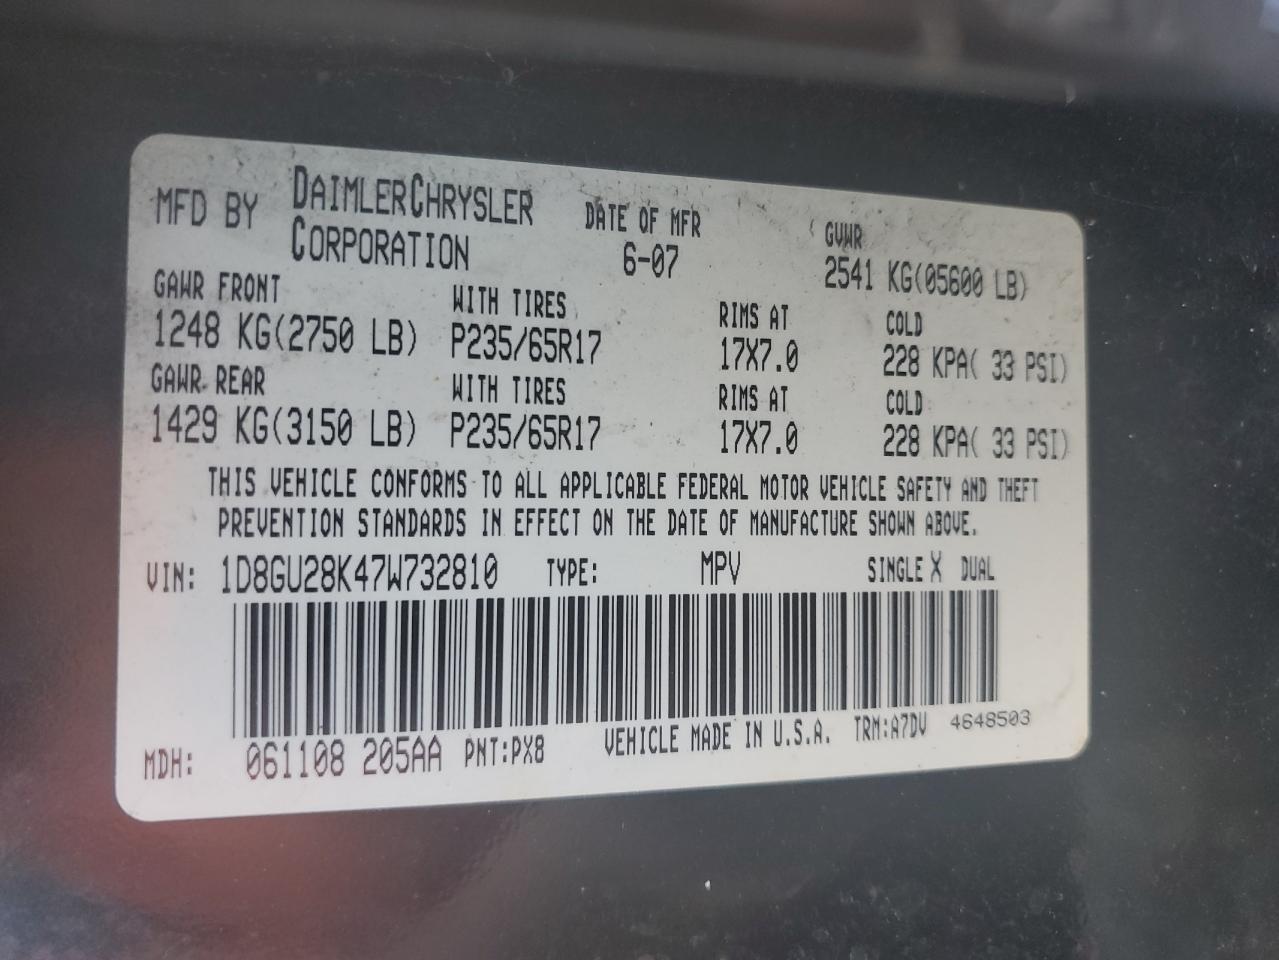 MFD BY DAIMLERCHRYSLER CORPORATION DATE OF MFR 6-07 GVWR 2541 KG(05600 LB)
GAWR FRONT WITH TIRES RIMS AT COLD
1248 KG(2750 LB) P235/65R17 17X7.0 228 KPA( 33 PSI)
GAWR REAR WITH TIRES RIMS AT COLD
1429 KG(3150 LB) P235/65R17 17X7.0 228 KPA( 33 PSI)
THIS VEHICLE CONFORMS TO ALL APPLICABLE FEDERAL MOTOR VEHICLE SAFETY AND THEFT
PREVENTION STANDARDS IN EFFECT ON THE DATE OF MANUFACTURE SHOWN ABOVE.
VIN: 1D8GU28K47W732810 TYPE: MPV SINGLE X DUAL
MDH: 061108 205AA PNT:PX8 VEHICLE MADE IN U.S.A. TRM:A7DV 4648503